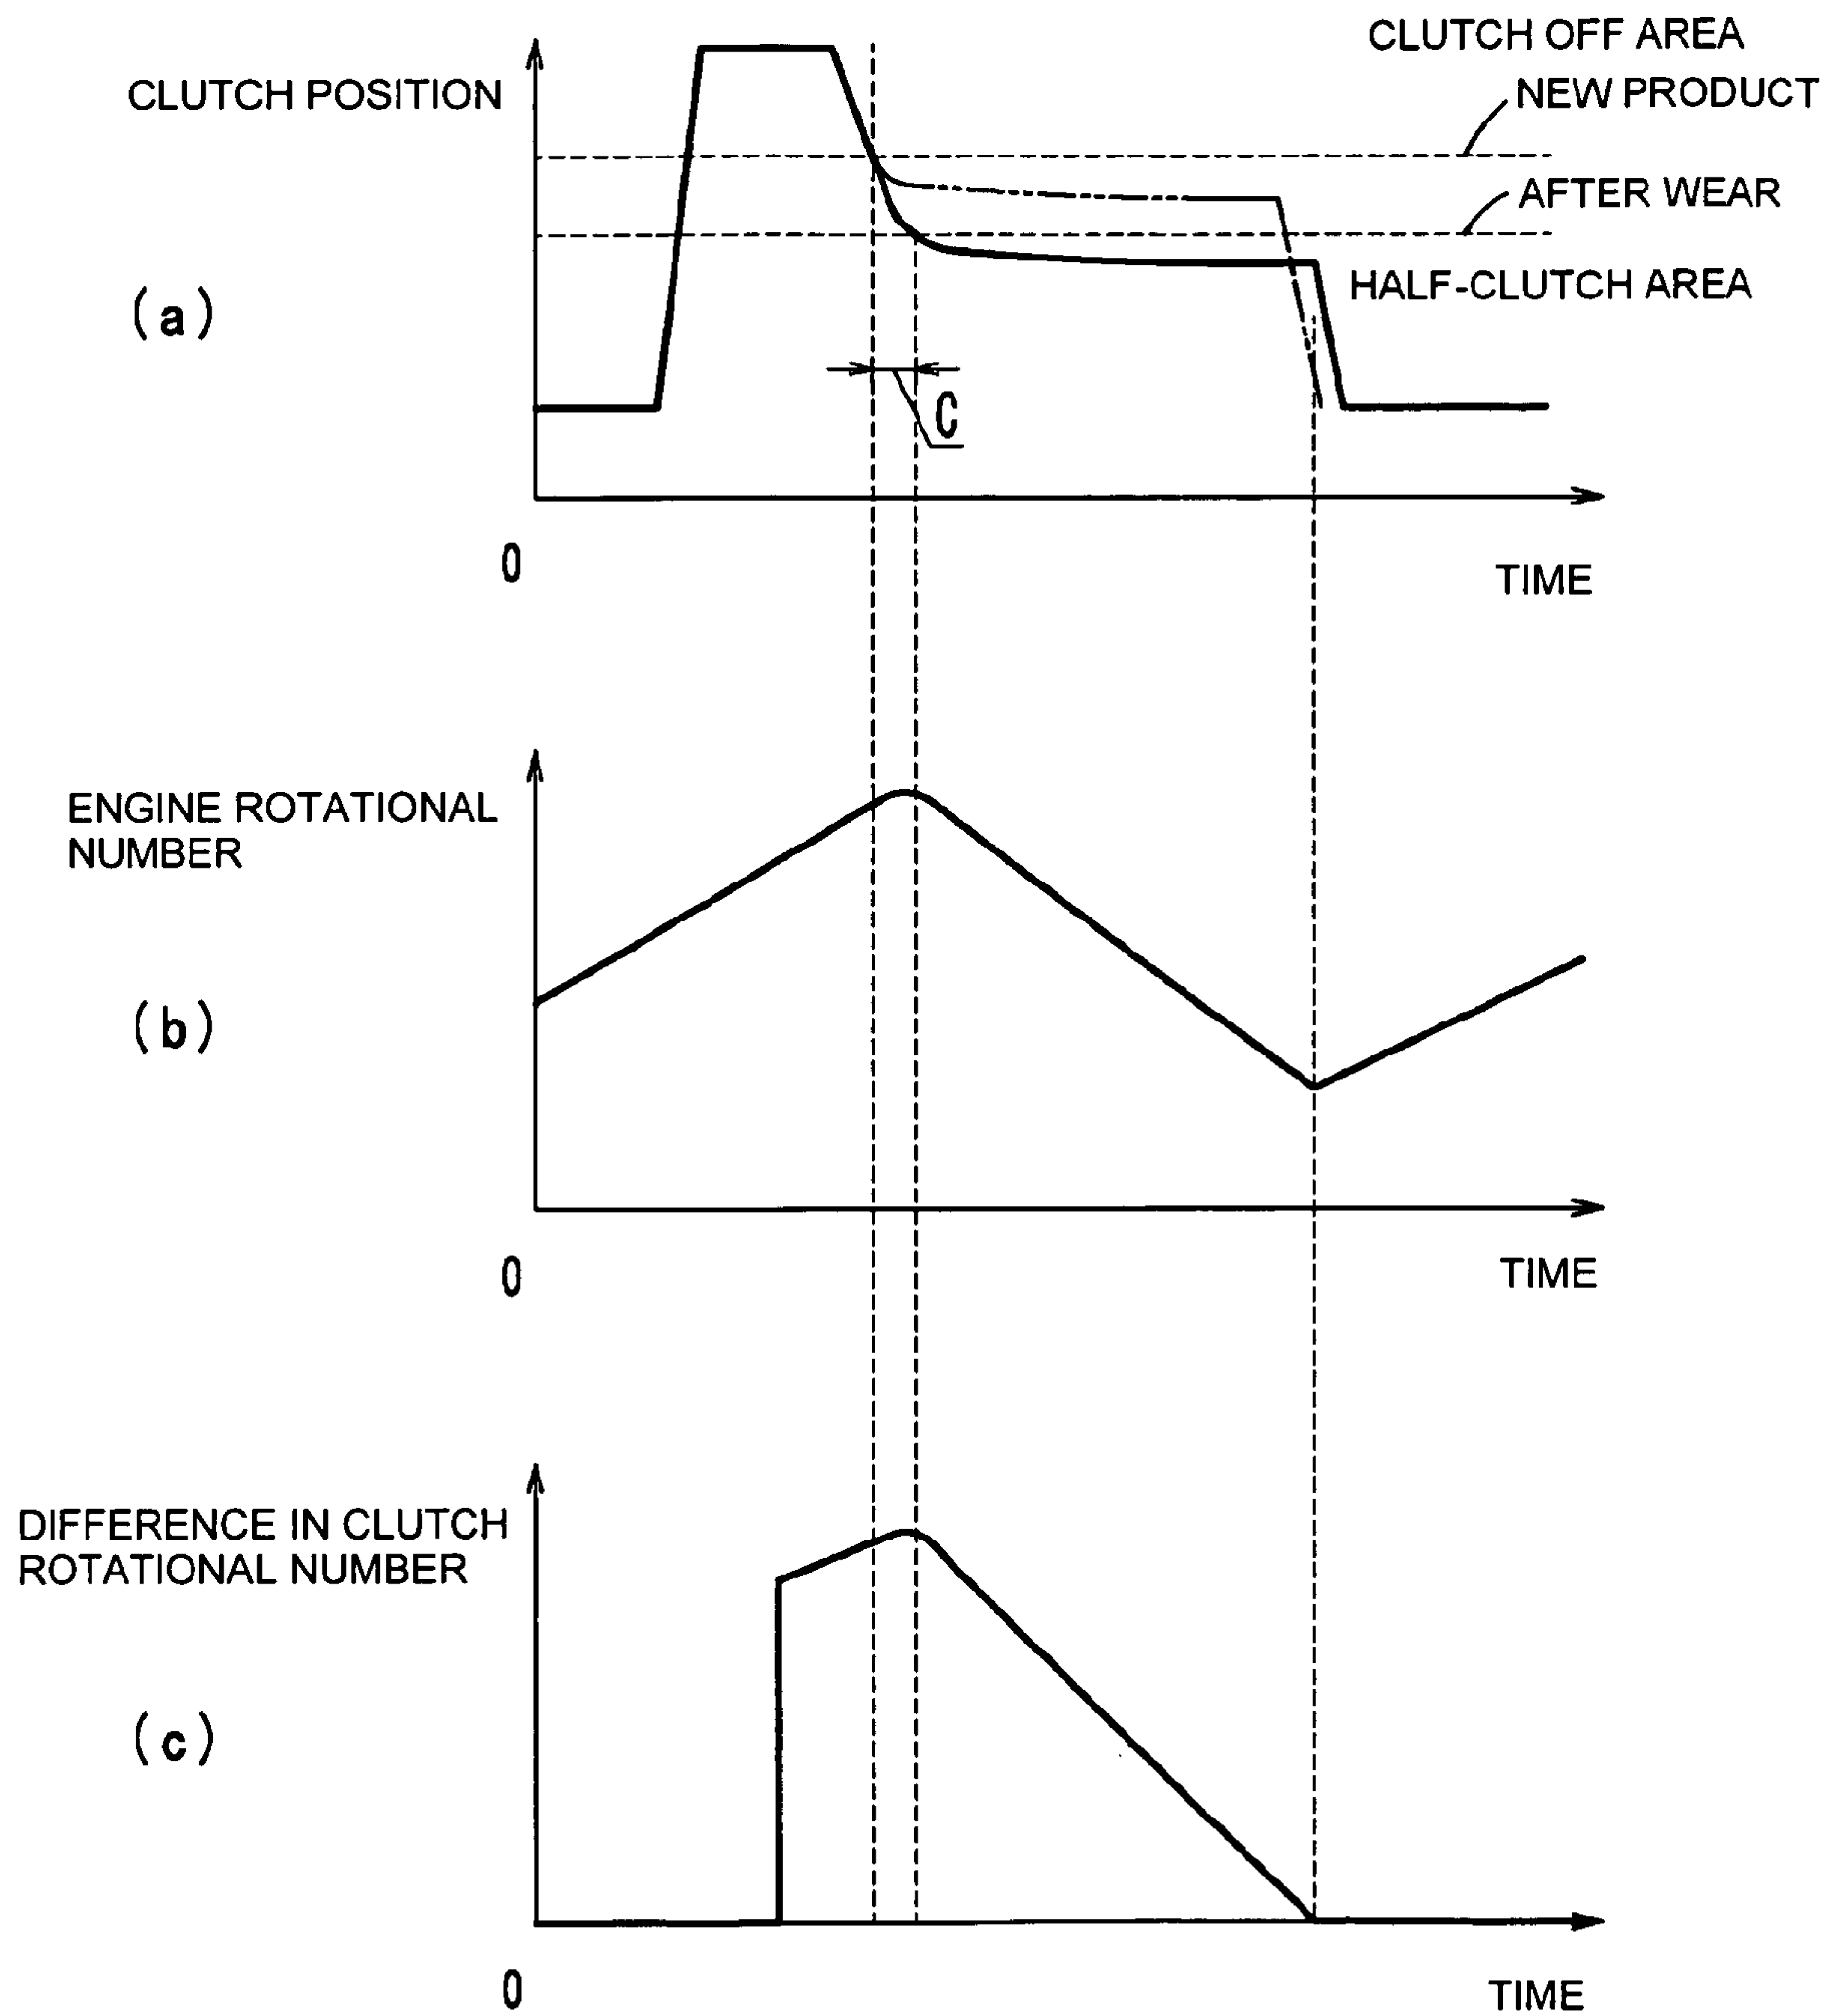 CLUTCH OFF AREA
CLUTCH POSITION
NEW PRODUCT
AFTER WEAR
HALF-CLUTCH AREA
(a)
C
0
TIME
ENGINE ROTATIONAL
NUMBER
(b)
0
TIME
DIFFERENCE IN CLUTCH
ROTATIONAL NUMBER
(c)
0
TIME